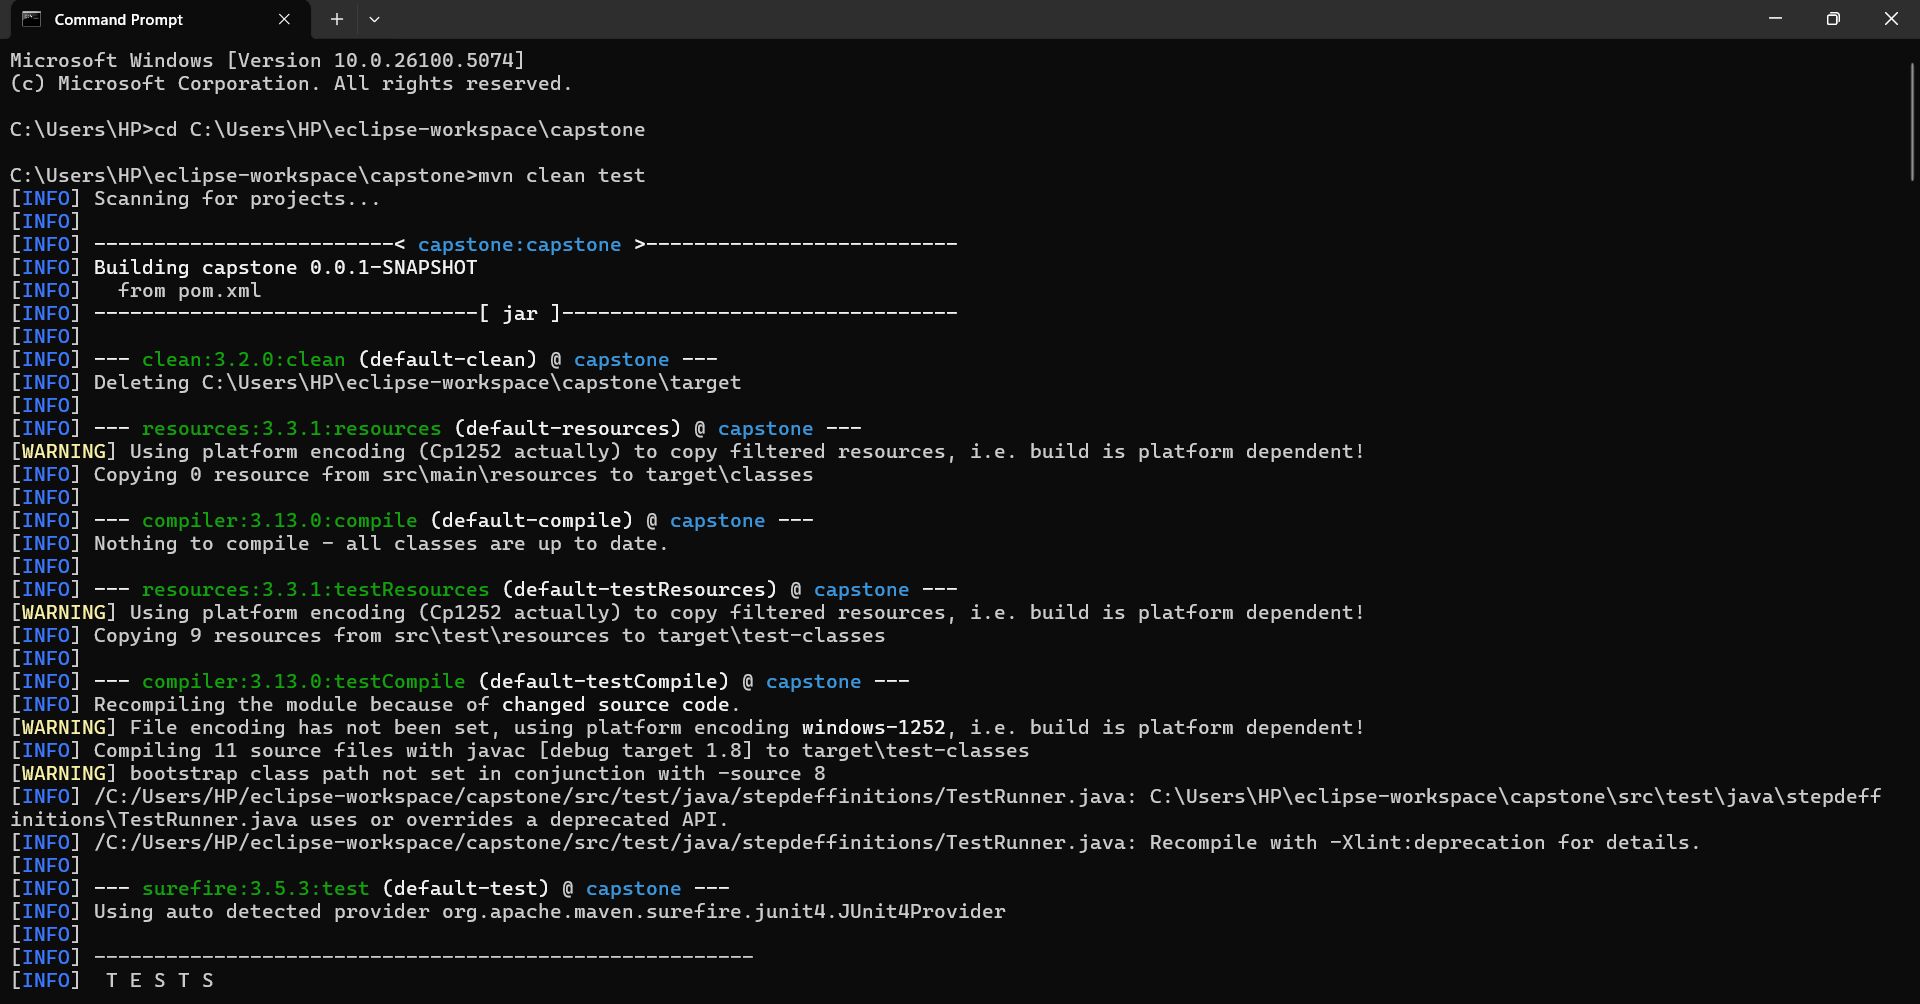 Command Prompt
Microsoft Windows [Version 10.0.26100.5074]
(c) Microsoft Corporation. All rights reserved.
C:\Users\HP>cd C:\Users\HP\eclipse-workspace\capstone
C:\Users\HP\eclipse-workspace\capstone>mvn clean test
[INFO] Scanning for projects...
[INFO]
[INFO] -------------------------< capstone:capstone >--------------------------
[INFO] Building capstone 0.0.1-SNAPSHOT
[INFO]   from pom.xml
[INFO] --------------------------------[ jar ]---------------------------------
[INFO]
[INFO] --- clean:3.2.0:clean (default-clean) @ capstone ---
[INFO] Deleting C:\Users\HP\eclipse-workspace\capstone\target
[INFO]
[INFO] --- resources:3.3.1:resources (default-resources) @ capstone ---
[WARNING] Using platform encoding (Cp1252 actually) to copy filtered resources, i.e. build is platform dependent!
[INFO] Copying 0 resource from src\main\resources to target\classes
[INFO]
[INFO] --- compiler:3.13.0:compile (default-compile) @ capstone ---
[INFO] Nothing to compile - all classes are up to date.
[INFO]
[INFO] --- resources:3.3.1:testResources (default-testResources) @ capstone ---
[WARNING] Using platform encoding (Cp1252 actually) to copy filtered resources, i.e. build is platform dependent!
[INFO] Copying 9 resources from src\test\resources to target\test-classes
[INFO]
[INFO] --- compiler:3.13.0:testCompile (default-testCompile) @ capstone ---
[INFO] Recompiling the module because of changed source code.
[WARNING] File encoding has not been set, using platform encoding windows-1252, i.e. build is platform dependent!
[INFO] Compiling 11 source files with javac [debug target 1.8] to target\test-classes
[WARNING] bootstrap class path not set in conjunction with -source 8
[INFO] /C:/Users/HP/eclipse-workspace/capstone/src/test/java/stepdeffinitions/TestRunner.java: C:\Users\HP\eclipse-workspace\capstone\src\test\java\stepdeff
initions\TestRunner.java uses or overrides a deprecated API.
[INFO] /C:/Users/HP/eclipse-workspace/capstone/src/test/java/stepdeffinitions/TestRunner.java: Recompile with -Xlint:deprecation for details.
[INFO]
[INFO] --- surefire:3.5.3:test (default-test) @ capstone ---
[INFO] Using auto detected provider org.apache.maven.surefire.junit4.JUnit4Provider
[INFO]
[INFO] -------------------------------------------------------
[INFO]  T E S T S